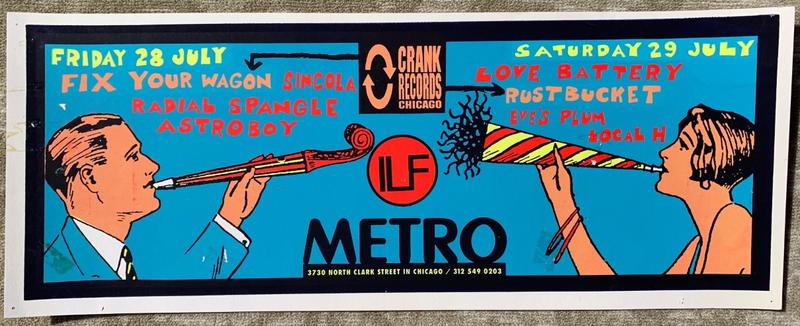 FRIDAY 28 JULY
FIX YOUR WAGON SINCOLA
RADIAL SPANGLE
ASTROBOY
CRANK
RECORDS
CHICAGO
SATURDAY 29 JULY
LOVE BATTERY
RUSTBUCKET
EVE'S PLUM
LOCAL H
ILF
METRO
3730 NORTH CLARK STREET IN CHICAGO / 312 549 0203